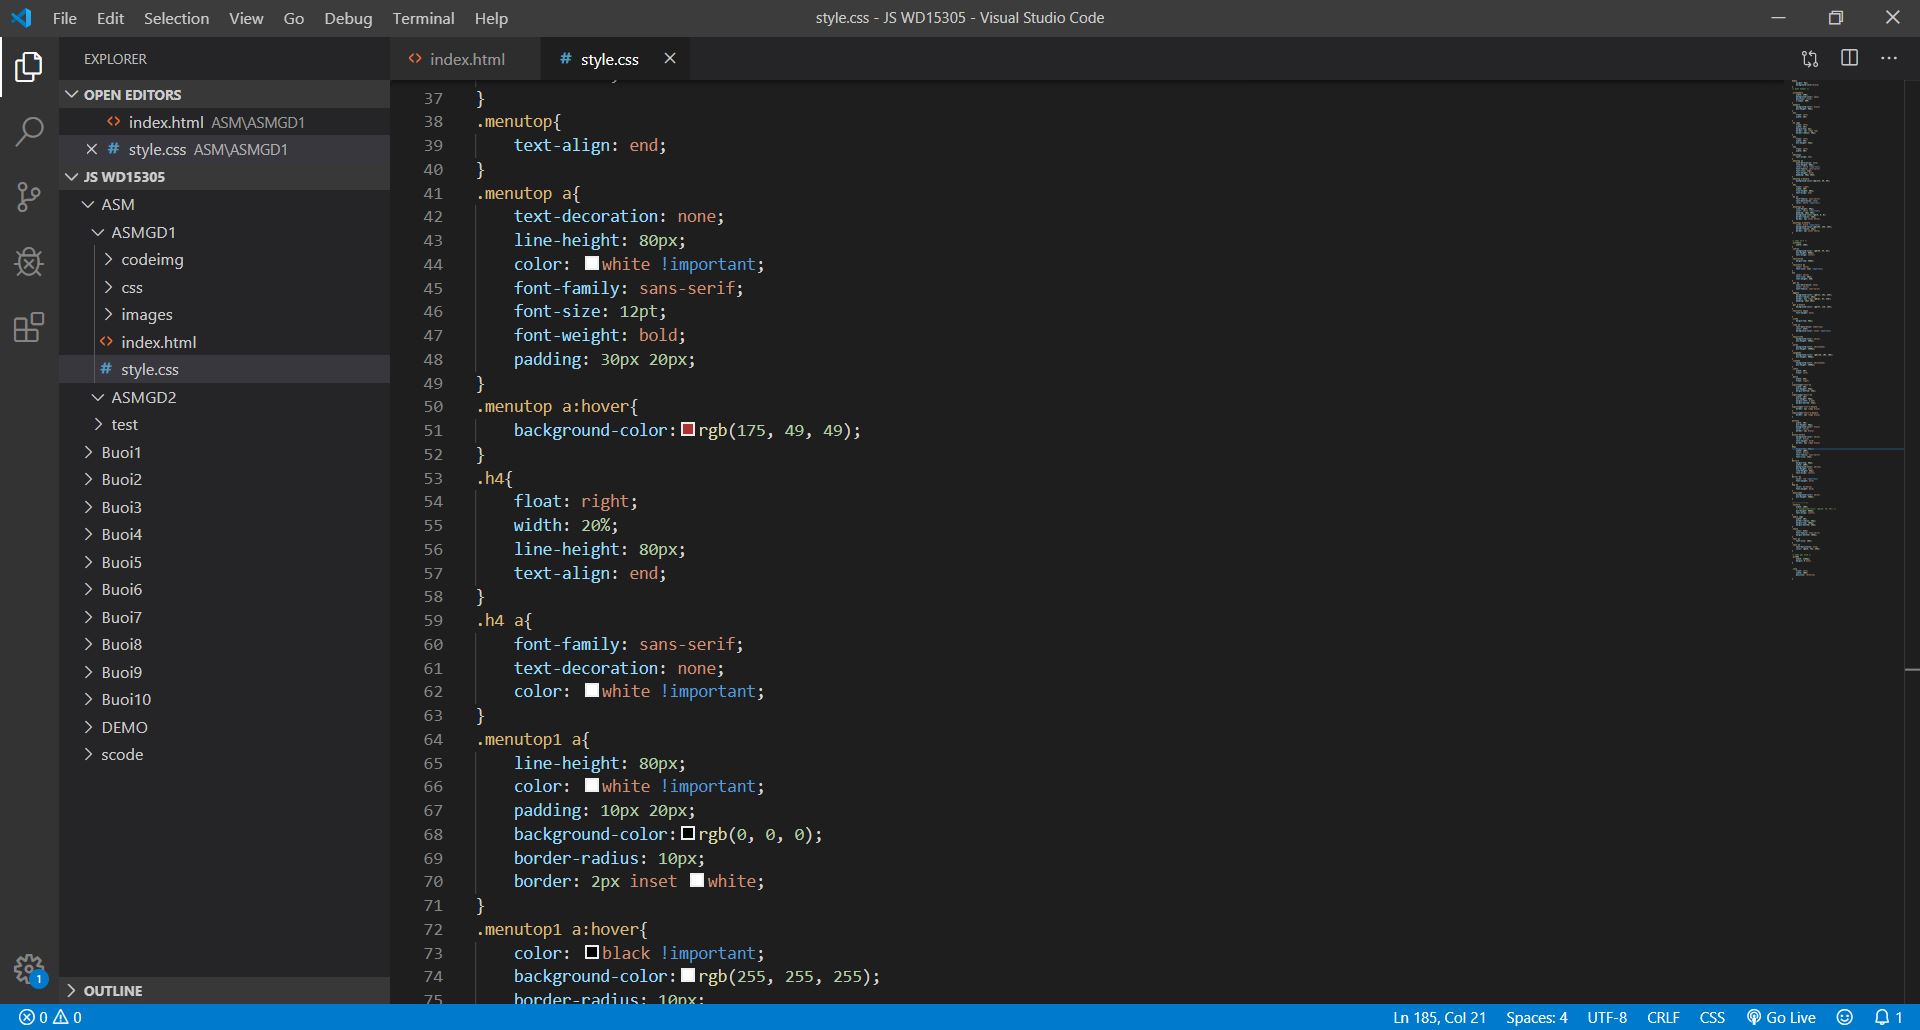 File Edit Selection View Go Debug Terminal Help
style.css - JS WD15305 - Visual Studio Code
EXPLORER
OPEN EDITORS
index.html ASM\ASMGD1
style.css ASM\ASMGD1
JS WD15305
ASM
ASMGD1
codeimg
css
images
index.html
style.css
ASMGD2
test
Buoi1
Buoi2
Buoi3
Buoi4
Buoi5
Buoi6
Buoi7
Buoi8
Buoi9
Buoi10
DEMO
scode
OUTLINE
1
index.html
style.css
37 }
38 .menutop{
39 text-align: end;
40 }
41 .menutop a{
42 text-decoration: none;
43 line-height: 80px;
44 color: white !important;
45 font-family: sans-serif;
46 font-size: 12pt;
47 font-weight: bold;
48 padding: 30px 20px;
49 }
50 .menutop a:hover{
51 background-color: rgb(175, 49, 49);
52 }
53 .h4{
54 float: right;
55 width: 20%;
56 line-height: 80px;
57 text-align: end;
58 }
59 .h4 a{
60 font-family: sans-serif;
61 text-decoration: none;
62 color: white !important;
63 }
64 .menutop1 a{
65 line-height: 80px;
66 color: white !important;
67 padding: 10px 20px;
68 background-color: rgb(0, 0, 0);
69 border-radius: 10px;
70 border: 2px inset white;
71 }
72 .menutop1 a:hover{
73 color: black !important;
74 background-color: rgb(255, 255, 255);
75 border-radius: 10px;
0 0
Ln 185, Col 21 Spaces: 4 UTF-8 CRLF CSS Go Live 1